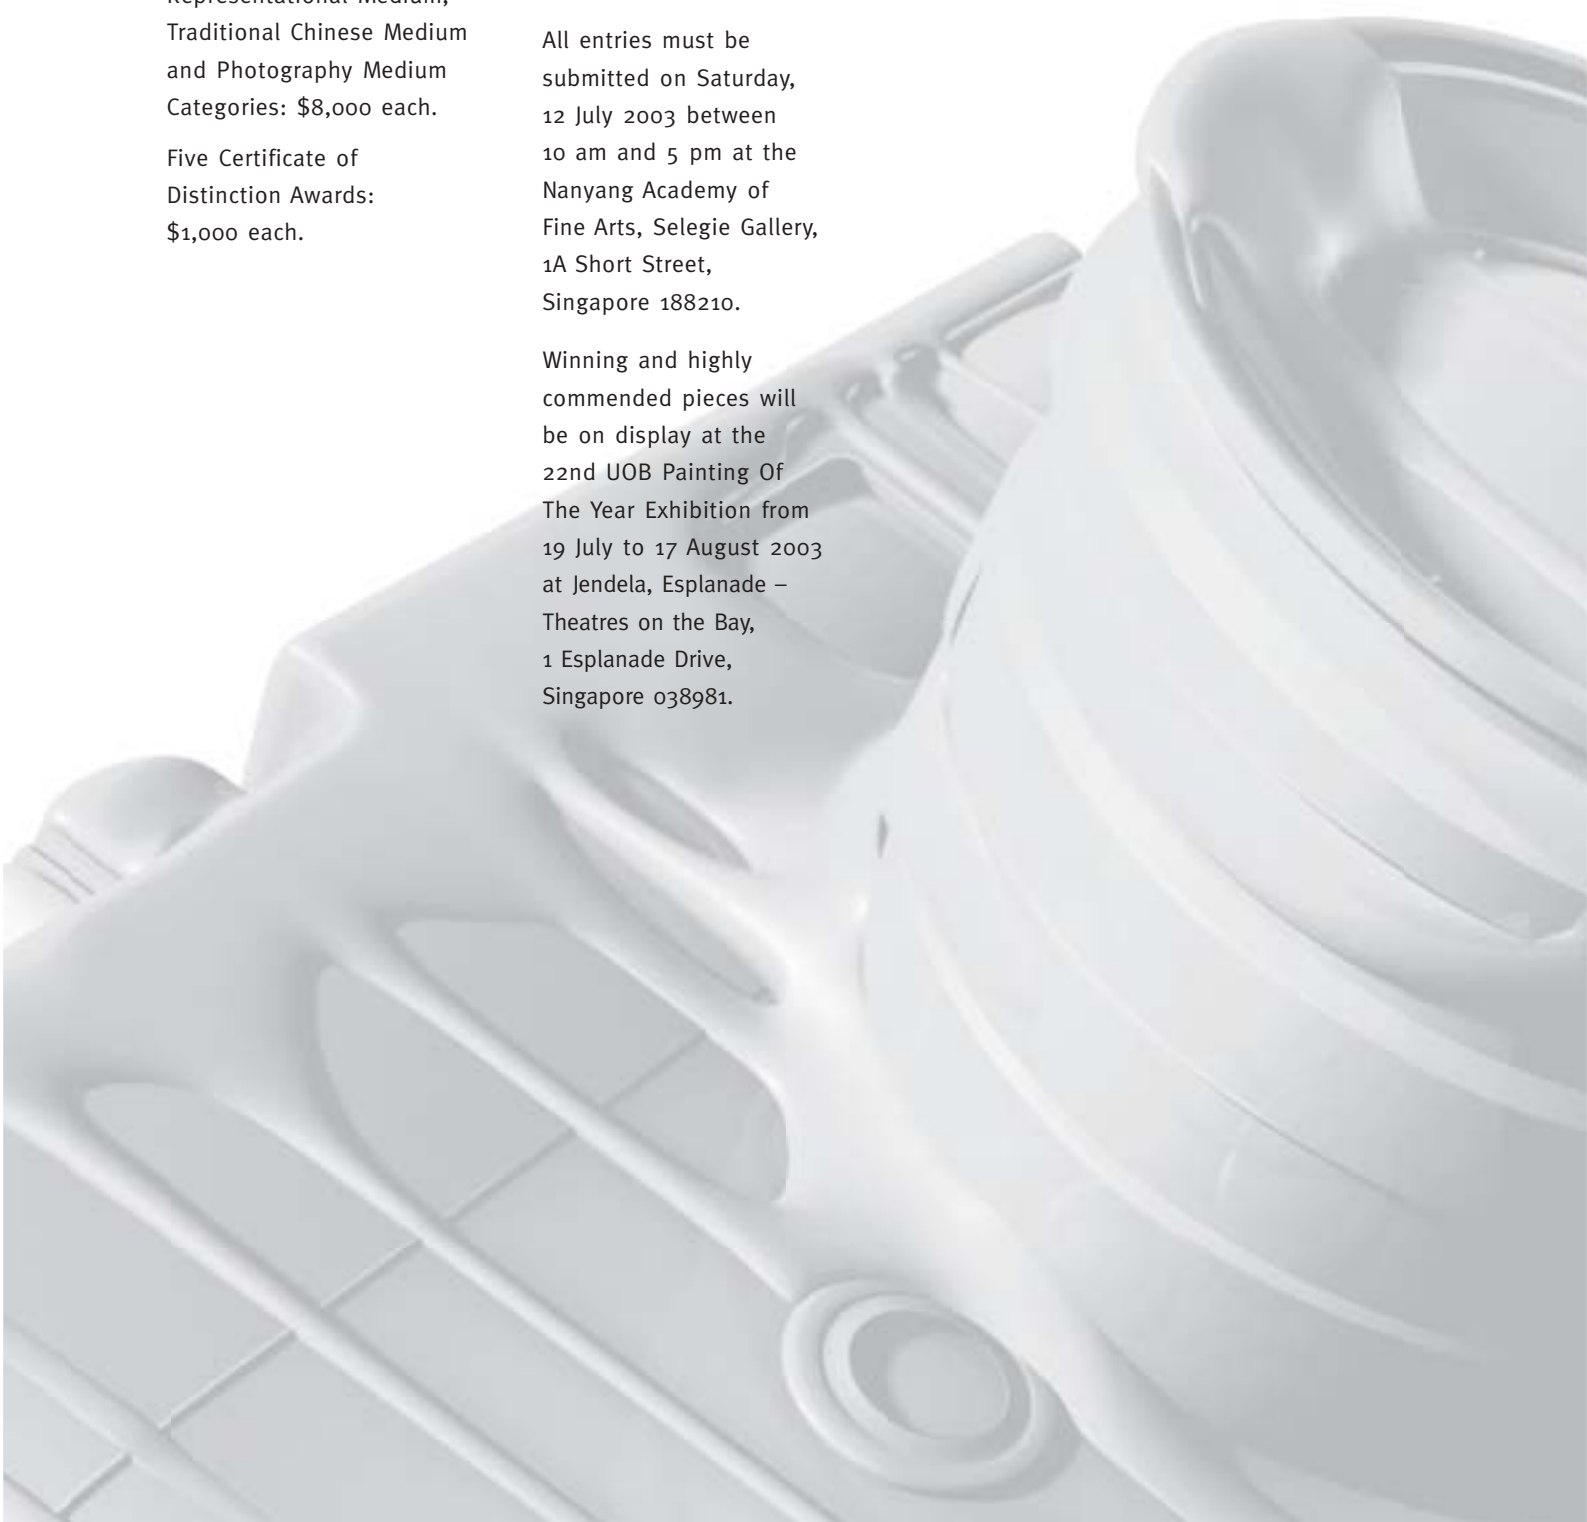 Representational Medium,
Traditional Chinese Medium
and Photography Medium
Categories: $8,000 each.
Five Certificate of
Distinction Awards:
$1,000 each.
All entries must be
submitted on Saturday,
12 July 2003 between
10 am and 5 pm at the
Nanyang Academy of
Fine Arts, Selegie Gallery,
1A Short Street,
Singapore 188210.
Winning and highly
commended pieces will
be on display at the
22nd UOB Painting Of
The Year Exhibition from
19 July to 17 August 2003
at Jendela, Esplanade –
Theatres on the Bay,
1 Esplanade Drive,
Singapore 038981.